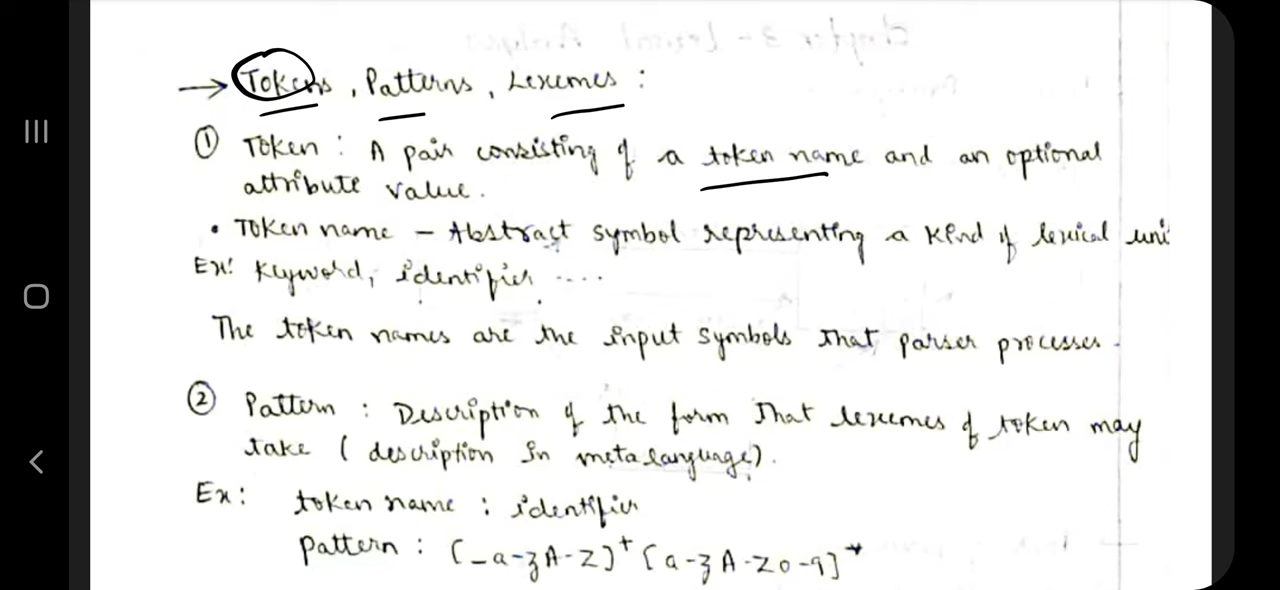 → Tokens, Patterns, Lexemes :
① Token : A pair consisting of a token name and an optional
attribute value.
• Token name – Abstract symbol representing a kind of lexical uni
Ex: Keyword, identifier ....
The token names are the input symbols that parser processes.
② Pattern : Description of the form that lexemes of token may
take ( description in metalanguage).
Ex: token name : identifier
pattern : [_a-zA-Z]+ [a-zA-Z0-9]*